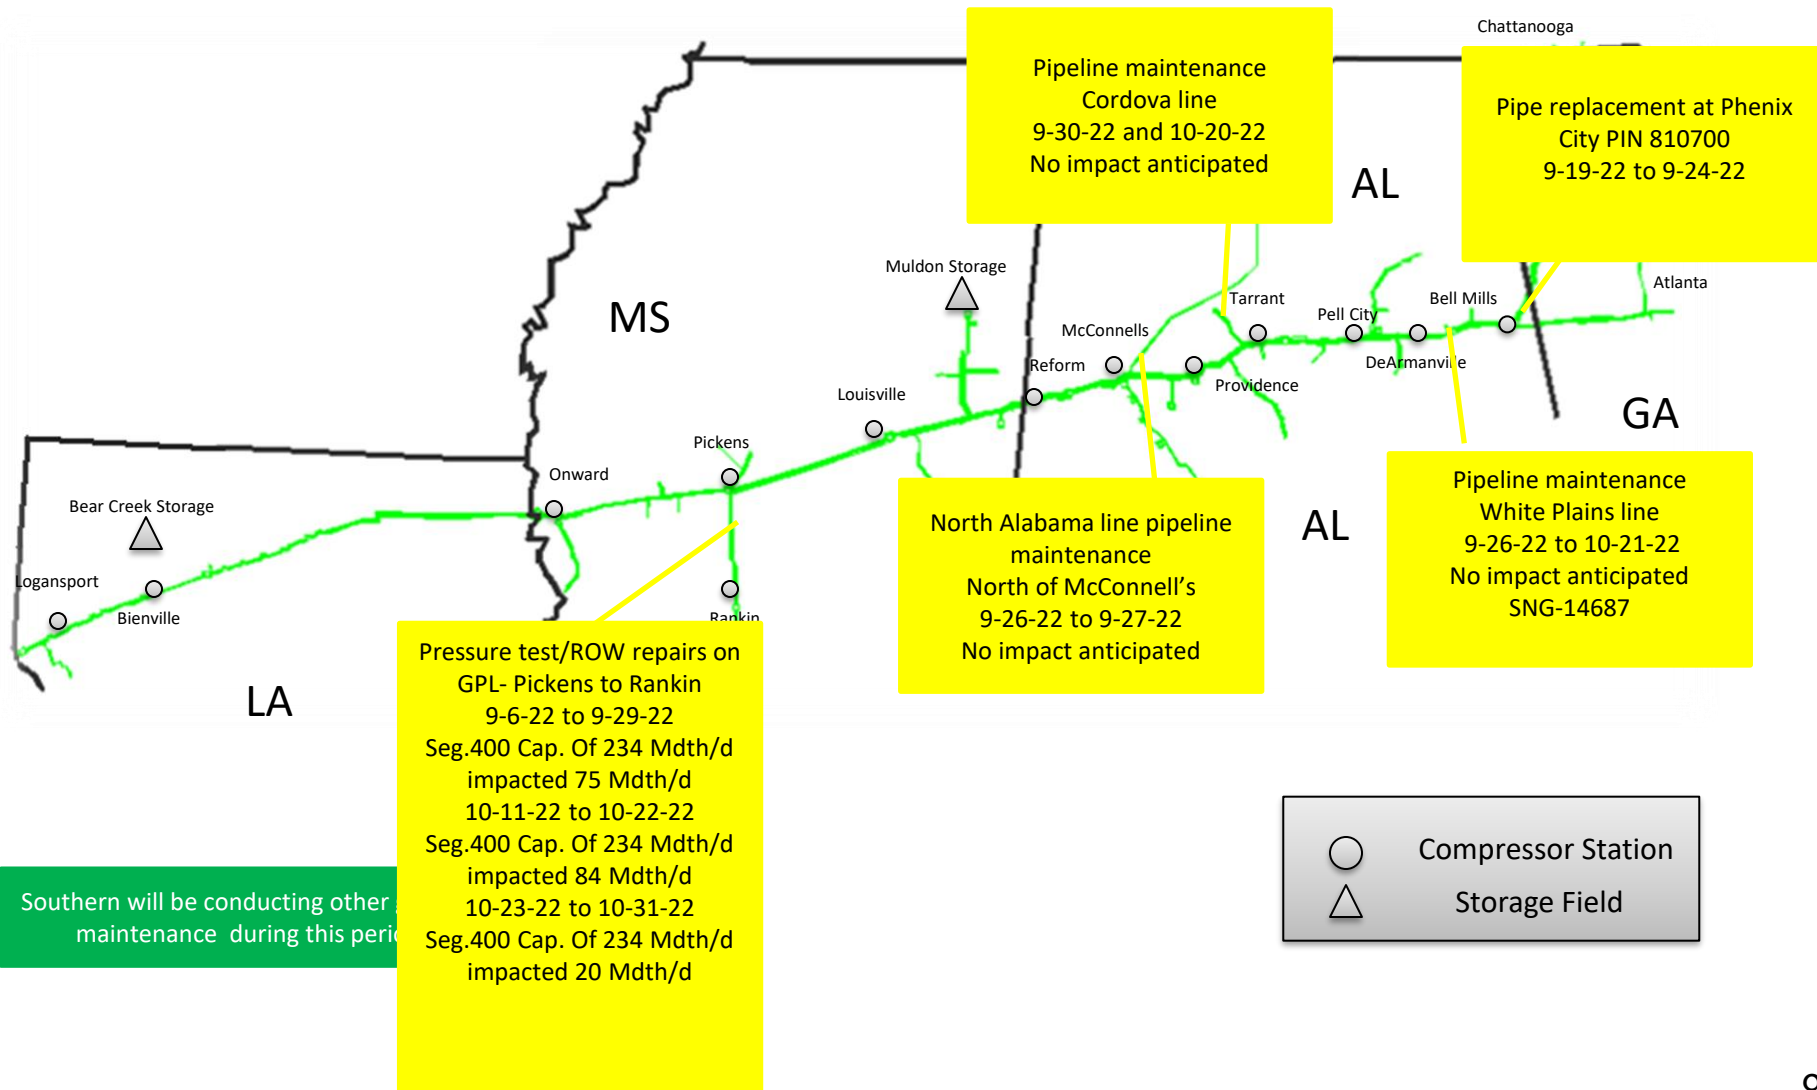 Chattanooga
Pipeline maintenance
Cordova line
9-30-22 and 10-20-22
No impact anticipated
Pipe replacement at Phenix
City PIN 810700
9-19-22 to 9-24-22
AL
MS
Muldon Storage
Tarrant
Pell City
Bell Mills
Atlanta
McConnells
Reform
DeArmanville
Providence
Louisville
GA
Pickens
Onward
Bear Creek Storage
Logansport
Bienville
Rankin
LA
AL
North Alabama line pipeline
maintenance
North of McConnell’s
9-26-22 to 9-27-22
No impact anticipated
Pipeline maintenance
White Plains line
9-26-22 to 10-21-22
No impact anticipated
SNG-14687
Pressure test/ROW repairs on
GPL- Pickens to Rankin
9-6-22 to 9-29-22
Seg.400 Cap. Of 234 Mdth/d
impacted 75 Mdth/d
10-11-22 to 10-22-22
Seg.400 Cap. Of 234 Mdth/d
impacted 84 Mdth/d
10-23-22 to 10-31-22
Seg.400 Cap. Of 234 Mdth/d
impacted 20 Mdth/d
Southern will be conducting other
maintenance during this
Compressor Station
Storage Field